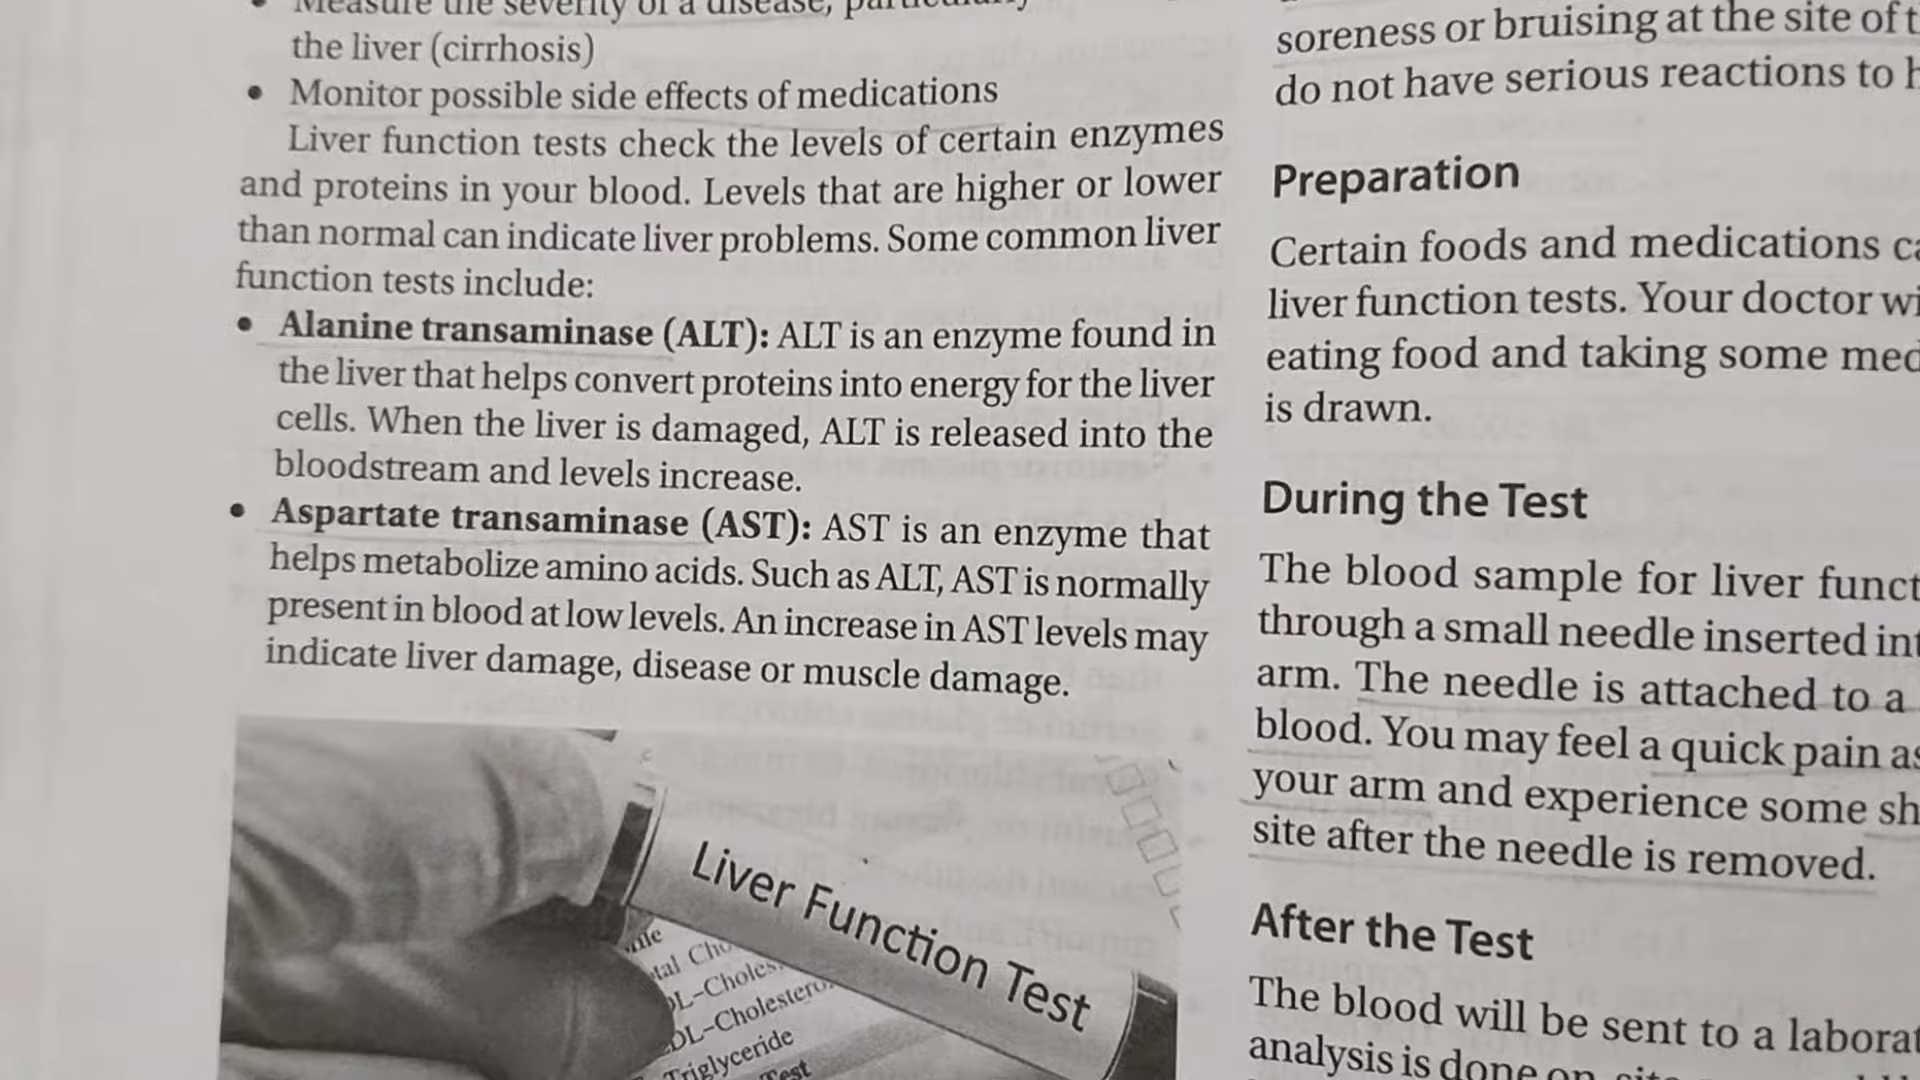 Measure the severity of a disease, particularly
the liver (cirrhosis)
• Monitor possible side effects of medications
Liver function tests check the levels of certain enzymes
and proteins in your blood. Levels that are higher or lower
than normal can indicate liver problems. Some common liver
function tests include:
• Alanine transaminase (ALT): ALT is an enzyme found in
the liver that helps convert proteins into energy for the liver
cells. When the liver is damaged, ALT is released into the
bloodstream and levels increase.
• Aspartate transaminase (AST): AST is an enzyme that
helps metabolize amino acids. Such as ALT, AST is normally
present in blood at low levels. An increase in AST levels may
indicate liver damage, disease or muscle damage.
Liver Function Test
Triglyceride
Test
soreness or bruising at the site of
do not have serious reactions to
Preparation
Certain foods and medications
liver function tests. Your doctor
eating food and taking some
is drawn.
During the Test
The blood sample for liver
through a small needle inserted
arm. The needle is attached to a
blood. You may feel a quick pain
your arm and experience some
site after the needle is removed.
After the Test
The blood will be sent to a
analysis is done